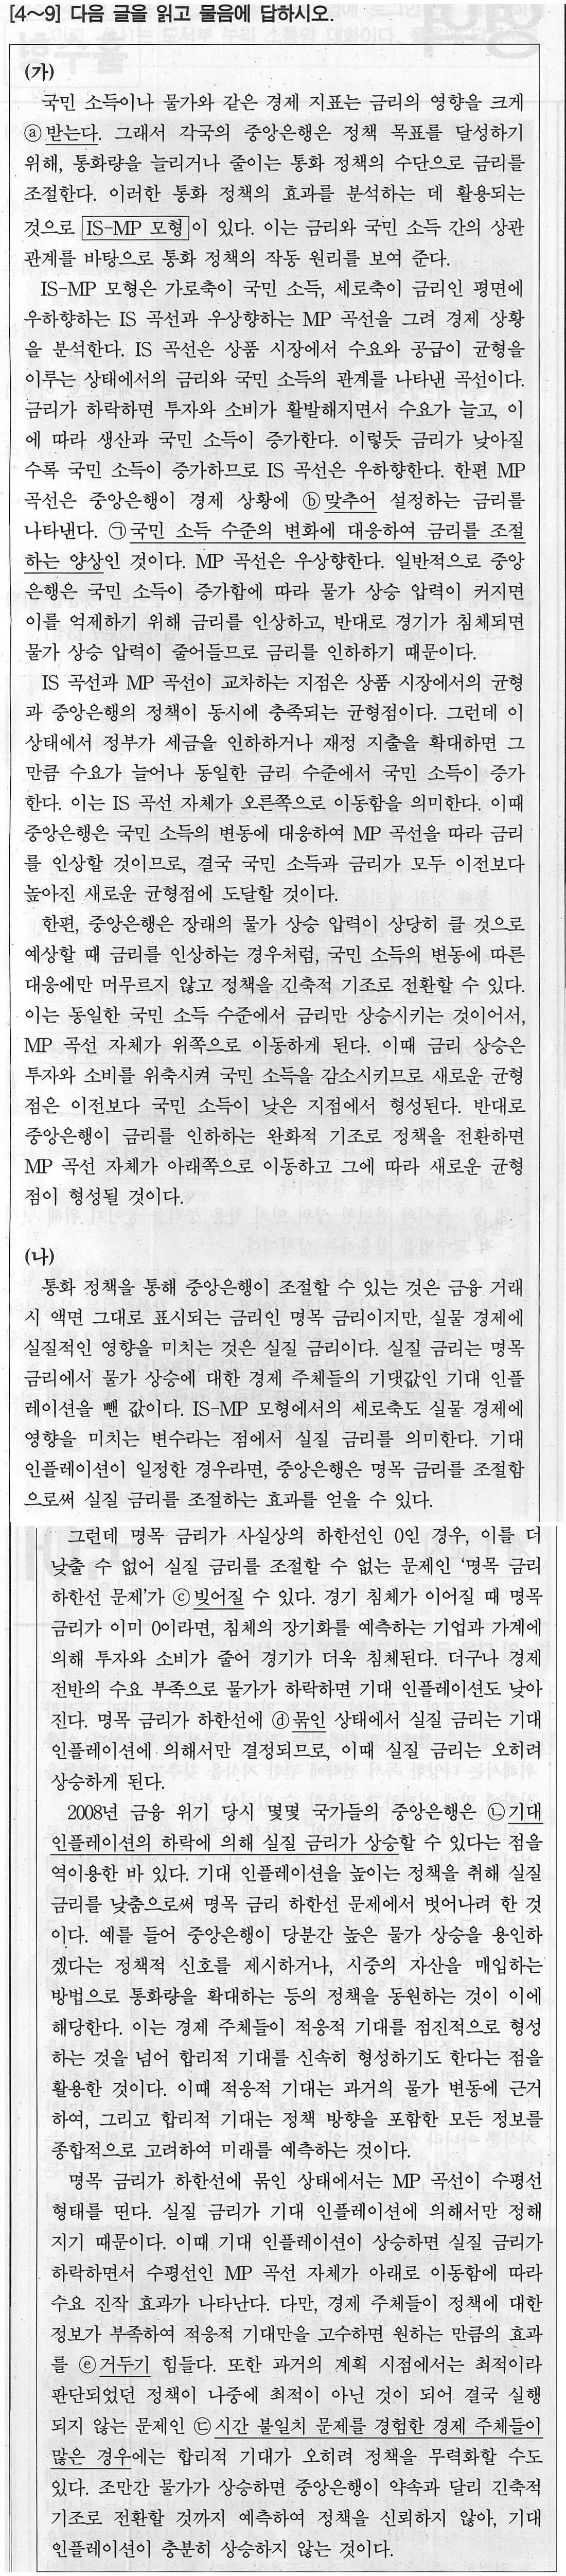 [4~9] 다음 글을 읽고 물음에 답하시오.
(가)
국민 소득이나 물가와 같은 경제 지표는 금리의 영향을 크게
ⓐ받는다. 그래서 각국의 중앙은행은 정책 목표를 달성하기
위해, 통화량을 늘리거나 줄이는 통화 정책의 수단으로 금리를
조절한다. 이러한 통화 정책의 효과를 분석하는 데 활용되는
것으로 IS-MP 모형이 있다. 이는 금리와 국민 소득 간의 상관
관계를 바탕으로 통화 정책의 작동 원리를 보여 준다.
IS-MP 모형은 가로축이 국민 소득, 세로축이 금리인 평면에
우하향하는 IS 곡선과 우상향하는 MP 곡선을 그려 경제 상황
을 분석한다. IS 곡선은 상품 시장에서 수요와 공급이 균형을
이루는 상태에서의 금리와 국민 소득의 관계를 나타낸 곡선이다.
금리가 하락하면 투자와 소비가 활발해지면서 수요가 늘고, 이
에 따라 생산과 국민 소득이 증가한다. 이렇듯 금리가 낮아질
수록 국민 소득이 증가하므로 IS 곡선은 우하향한다. 한편 MP
곡선은 중앙은행이 경제 상황에 ⓑ맞추어 설정하는 금리를
나타낸다. ㉠국민 소득 수준의 변화에 대응하여 금리를 조절
하는 양상인 것이다. MP 곡선은 우상향한다. 일반적으로 중앙
은행은 국민 소득이 증가함에 따라 물가 상승 압력이 커지면
이를 억제하기 위해 금리를 인상하고, 반대로 경기가 침체되면
물가 상승 압력이 줄어들므로 금리를 인하하기 때문이다.
IS 곡선과 MP 곡선이 교차하는 지점은 상품 시장에서의 균형
과 중앙은행의 정책이 동시에 충족되는 균형점이다. 그런데 이
상태에서 정부가 세금을 인하하거나 재정 지출을 확대하면 그
만큼 수요가 늘어나 동일한 금리 수준에서 국민 소득이 증가
한다. 이는 IS 곡선 자체가 오른쪽으로 이동함을 의미한다. 이때
중앙은행은 국민 소득의 변동에 대응하여 MP 곡선을 따라 금리
를 인상할 것이므로, 결국 국민 소득과 금리가 모두 이전보다
높아진 새로운 균형점에 도달할 것이다.
한편, 중앙은행은 장래의 물가 상승 압력이 상당히 클 것으로
예상할 때 금리를 인상하는 경우처럼, 국민 소득의 변동에 따른
대응에만 머무르지 않고 정책을 긴축적 기조로 전환할 수 있다.
이는 동일한 국민 소득 수준에서 금리만 상승시키는 것이어서,
MP 곡선 자체가 위쪽으로 이동하게 된다. 이때 금리 상승은
투자와 소비를 위축시켜 국민 소득을 감소시키므로 새로운 균형
점은 이전보다 국민 소득이 낮은 지점에서 형성된다. 반대로
중앙은행이 금리를 인하하는 완화적 기조로 정책을 전환하면
MP 곡선 자체가 아래쪽으로 이동하고 그에 따라 새로운 균형
점이 형성될 것이다.
(나)
통화 정책을 통해 중앙은행이 조절할 수 있는 것은 금융 거래
시 액면 그대로 표시되는 금리인 명목 금리이지만, 실물 경제에
실질적인 영향을 미치는 것은 실질 금리이다. 실질 금리는 명목
금리에서 물가 상승에 대한 경제 주체들의 기댓값인 기대 인플
레이션을 뺀 값이다. IS-MP 모형에서의 세로축도 실물 경제에
영향을 미치는 변수라는 점에서 실질 금리를 의미한다. 기대
인플레이션이 일정한 경우라면, 중앙은행은 명목 금리를 조절함
으로써 실질 금리를 조절하는 효과를 얻을 수 있다.
그런데 명목 금리가 사실상의 하한선인 0인 경우, 이를 더
낮출 수 없어 실질 금리를 조절할 수 없는 문제인 '명목 금리
하한선 문제'가 ⓒ빚어질 수 있다. 경기 침체가 이어질 때 명목
금리가 이미 0이라면, 침체의 장기화를 예측하는 기업과 가계에
의해 투자와 소비가 줄어 경기가 더욱 침체된다. 더구나 경제
전반의 수요 부족으로 물가가 하락하면 기대 인플레이션도 낮아
진다. 명목 금리가 하한선에 ⓓ묶인 상태에서 실질 금리는 기대
인플레이션에 의해서만 결정되므로, 이때 실질 금리는 오히려
상승하게 된다.
2008년 금융 위기 당시 몇몇 국가들의 중앙은행은 ㉡기대
인플레이션의 하락에 의해 실질 금리가 상승할 수 있다는 점을
역이용한 바 있다. 기대 인플레이션을 높이는 정책을 취해 실질
금리를 낮춤으로써 명목 금리 하한선 문제에서 벗어나려 한 것
이다. 예를 들어 중앙은행이 당분간 높은 물가 상승을 용인하
겠다는 정책적 신호를 제시하거나, 시중의 자산을 매입하는
방법으로 통화량을 확대하는 등의 정책을 동원하는 것이 이에
해당한다. 이는 경제 주체들이 적응적 기대를 점진적으로 형성
하는 것을 넘어 합리적 기대를 신속히 형성하기도 한다는 점을
활용한 것이다. 이때 적응적 기대는 과거의 물가 변동에 근거
하여, 그리고 합리적 기대는 정책 방향을 포함한 모든 정보를
종합적으로 고려하여 미래를 예측하는 것이다.
명목 금리가 하한선에 묶인 상태에서는 MP 곡선이 수평선
형태를 띤다. 실질 금리가 기대 인플레이션에 의해서만 정해
지기 때문이다. 이때 기대 인플레이션이 상승하면 실질 금리가
하락하면서 수평선인 MP 곡선 자체가 아래로 이동함에 따라
수요 진작 효과가 나타난다. 다만, 경제 주체들이 정책에 대한
정보가 부족하여 적응적 기대만을 고수하면 원하는 만큼의 효과
를 ⓔ거두기 힘들다. 또한 과거의 계획 시점에서는 최적이라
판단되었던 정책이 나중에 최적이 아닌 것이 되어 결국 실행
되지 않는 문제인 ㉢시간 불일치 문제를 경험한 경제 주체들이
많은 경우에는 합리적 기대가 오히려 정책을 무력화할 수도
있다. 조만간 물가가 상승하면 중앙은행이 약속과 달리 긴축적
기조로 전환할 것까지 예측하여 정책을 신뢰하지 않아, 기대
인플레이션이 충분히 상승하지 않는 것이다.